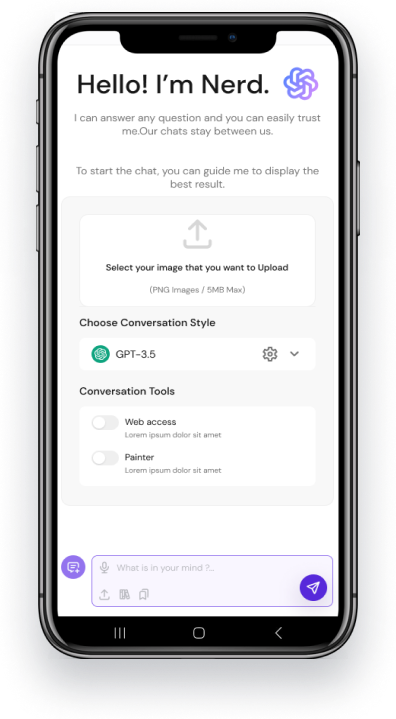 Hello! I'm Nerd.
I can answer any question and you can easily trust
me.Our chats stay between us.
To start the chat, you can guide me to display the
best result.
Select your image that you want to Upload
(PNG Images / 5MB Max)
Choose Conversation Style
GPT-3.5
Conversation Tools
Web access
Lorem ipsum dolor sit amet
Painter
Lorem ipsum dolor sit amet
What is in your mind ?...